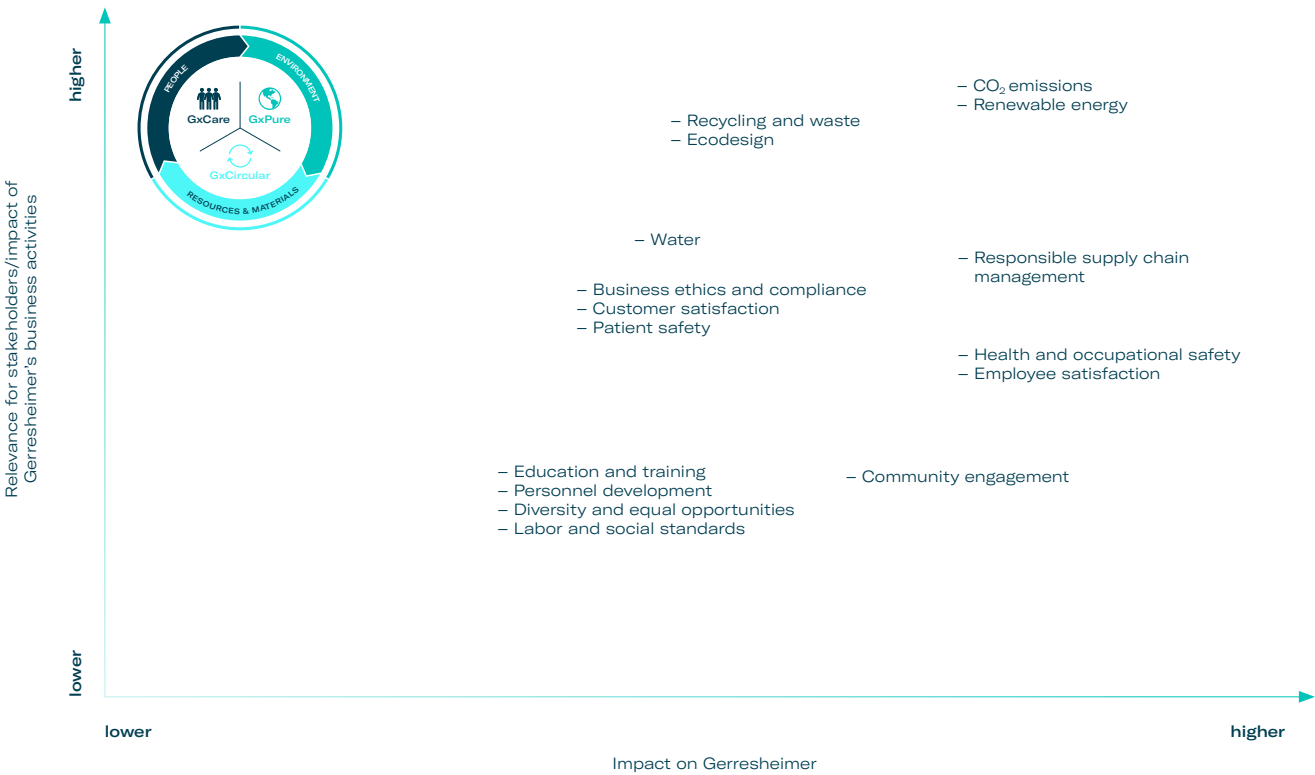 higher
PEOPLE
ENVIRONMENT
GxCare
GxPure
GxCircular
RESOURCES & MATERIALS
– CO₂ emissions
– Renewable energy
– Recycling and waste
– Ecodesign
Relevance for stakeholders/impact of
Gerresheimer’s business activities
– Water
– Responsible supply chain
management
– Business ethics and compliance
– Customer satisfaction
– Patient safety
– Health and occupational safety
– Employee satisfaction
– Education and training
– Personnel development
– Diversity and equal opportunities
– Labor and social standards
– Community engagement
lower
lower
higher
Impact on Gerresheimer